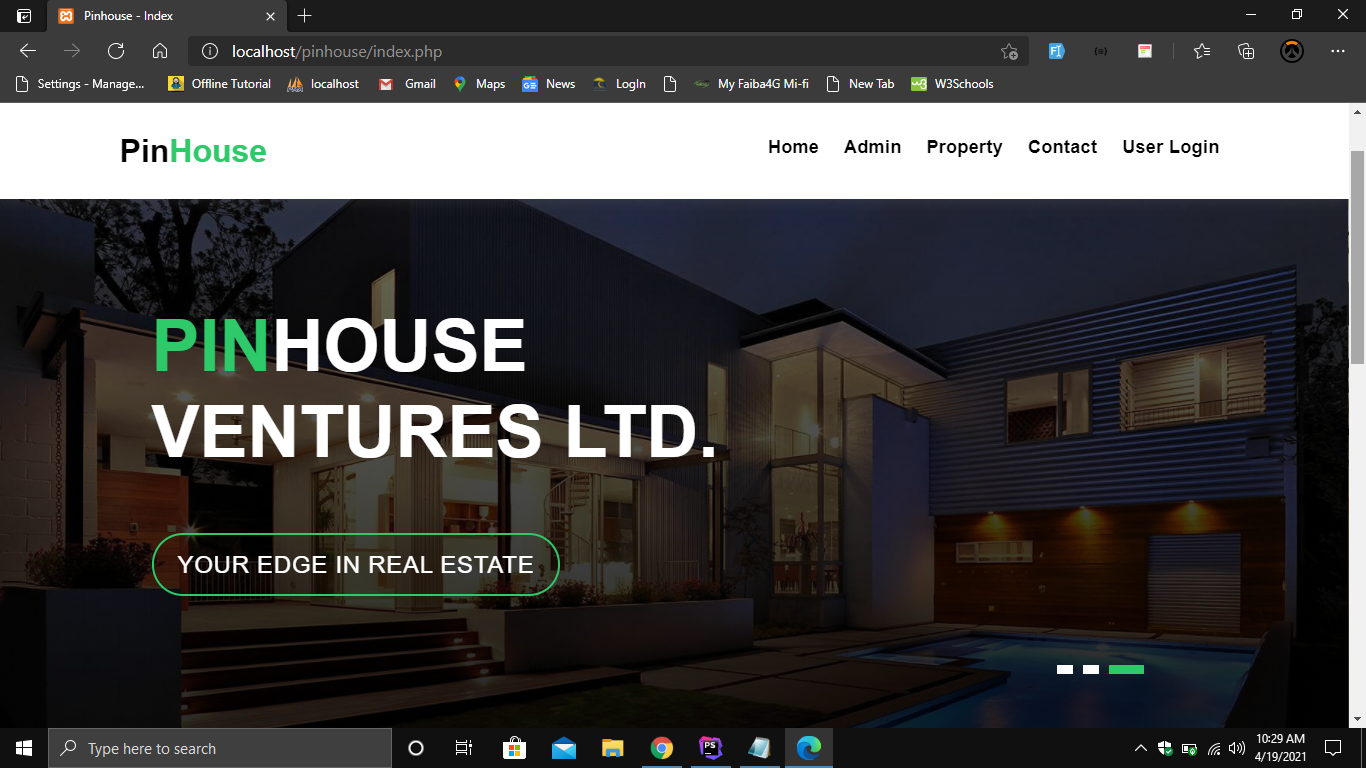 Pinhouse - Index
localhost/pinhouse/index.php
Settings - Manage... Offline Tutorial localhost Gmail Maps News LogIn My Faiba4G Mi-fi New Tab W3Schools
PinHouse
Home Admin Property Contact User Login
PINHOUSE
VENTURES LTD.
YOUR EDGE IN REAL ESTATE
Type here to search
PS
10:29 AM
4/19/2021